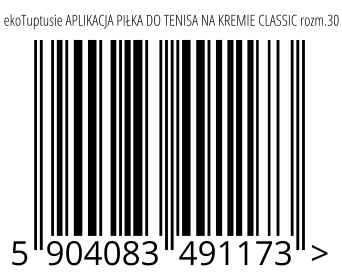 ekoTuptusie APLIKACJA PIŁKA DO TENISA NA KREMIE CLASSIC rozm.30
5 904083 491173 >